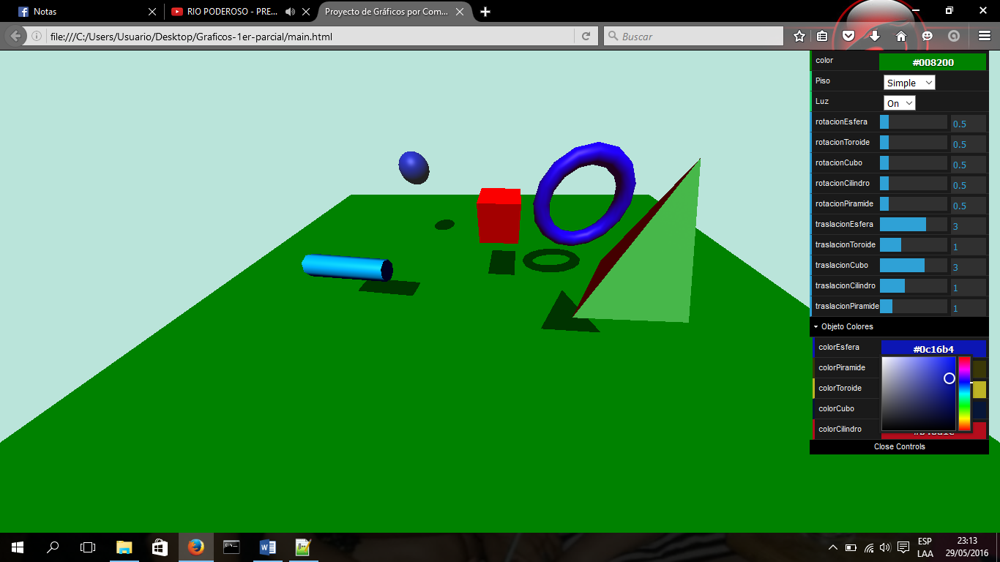 Notas
RIO PODEROSO - PRE...
Proyecto de Gráficos por Com...
file:///C:/Users/Usuario/Desktop/Graficos-1er-parcial/main.html
Buscar
color #008200
Piso Simple
Luz On
rotacionEsfera 0.5
rotacionToroide 0.5
rotacionCubo 0.5
rotacionCilindro 0.5
rotacionPiramide 0.5
traslacionEsfera 3
traslacionToroide 1
traslacionCubo 3
traslacionCilindro 1
traslacionPiramide 1
Objeto Colores
colorEsfera #0c16b4
colorPiramide
colorToroide
colorCubo
colorCilindro
Close Controls
ESP
LAA
23:13
29/05/2016